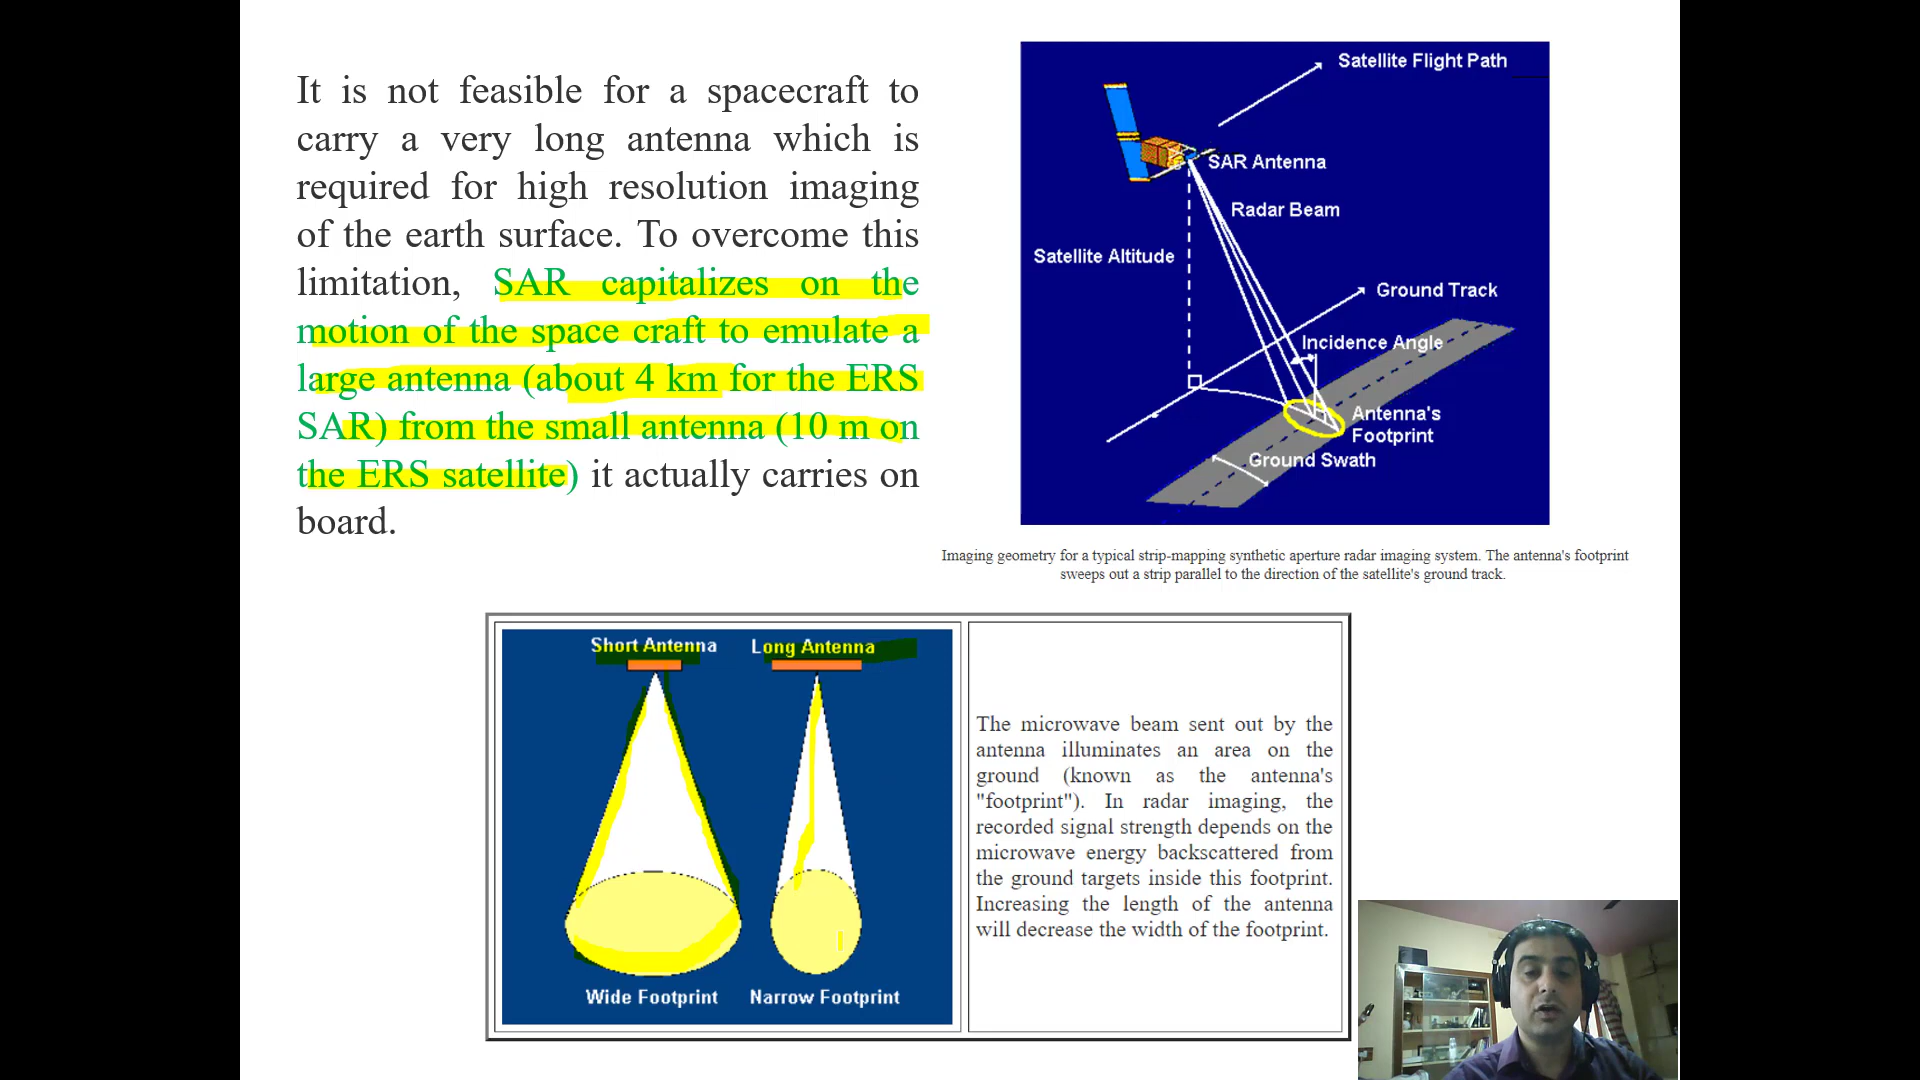 It is not feasible for a spacecraft to
carry a very long antenna which is
required for high resolution imaging
of the earth surface. To overcome this
limitation, SAR capitalizes on the
motion of the space craft to emulate a
large antenna (about 4 km for the ERS
SAR) from the small antenna (10 m on
the ERS satellite) it actually carries on
board.
Satellite Flight Path
SAR Antenna
Radar Beam
Satellite Altitude
Ground Track
Incidence Angle
Antenna's
Footprint
Ground Swath
Imaging geometry for a typical strip-mapping synthetic aperture radar imaging system. The antenna's footprint
sweeps out a strip parallel to the direction of the satellite's ground track.
Short Antenna
Long Antenna
Wide Footprint
Narrow Footprint
The microwave beam sent out by the
antenna illuminates an area on the
ground (known as the antenna's
"footprint"). In radar imaging, the
recorded signal strength depends on the
microwave energy backscattered from
the ground targets inside this footprint.
Increasing the length of the antenna
will decrease the width of the footprint.